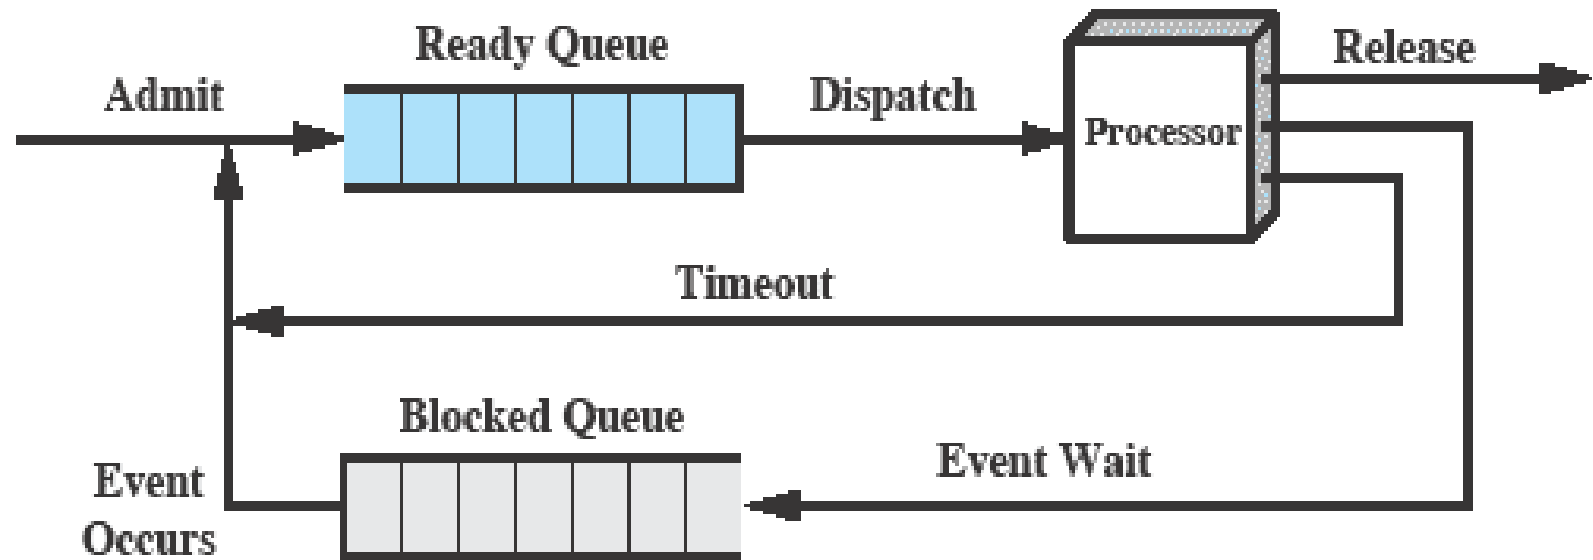 Ready Queue
Release
Admit
Dispatch
Processor
Timeout
Blocked Queue
Event Wait
Event
Occurs